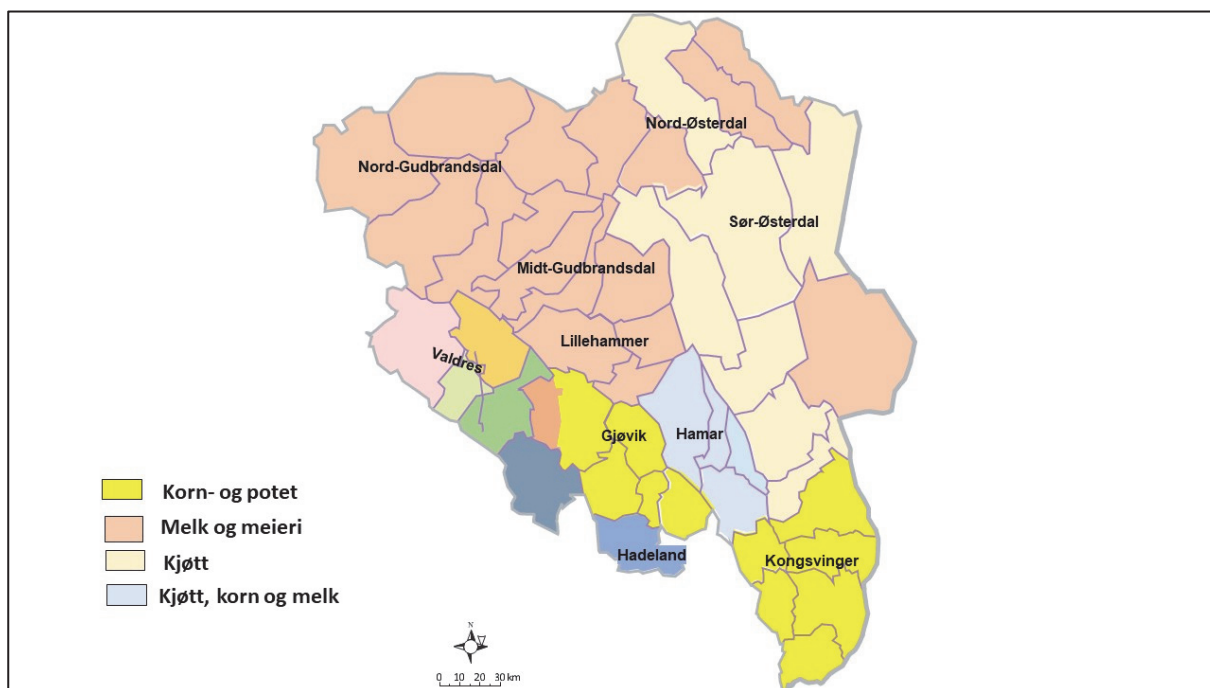 Nord-Østerdal
Nord-Gudbrandsdal
Sør-Østerdal
Midt-Gudbrandsdal
Lillehammer
Valdres
Gjøvik
Hamar
Korn- og potet
Melk og meieri
Kjøtt
Kjøtt, korn og melk
Hadeland
Kongsvinger
N
0 10 20 30 km